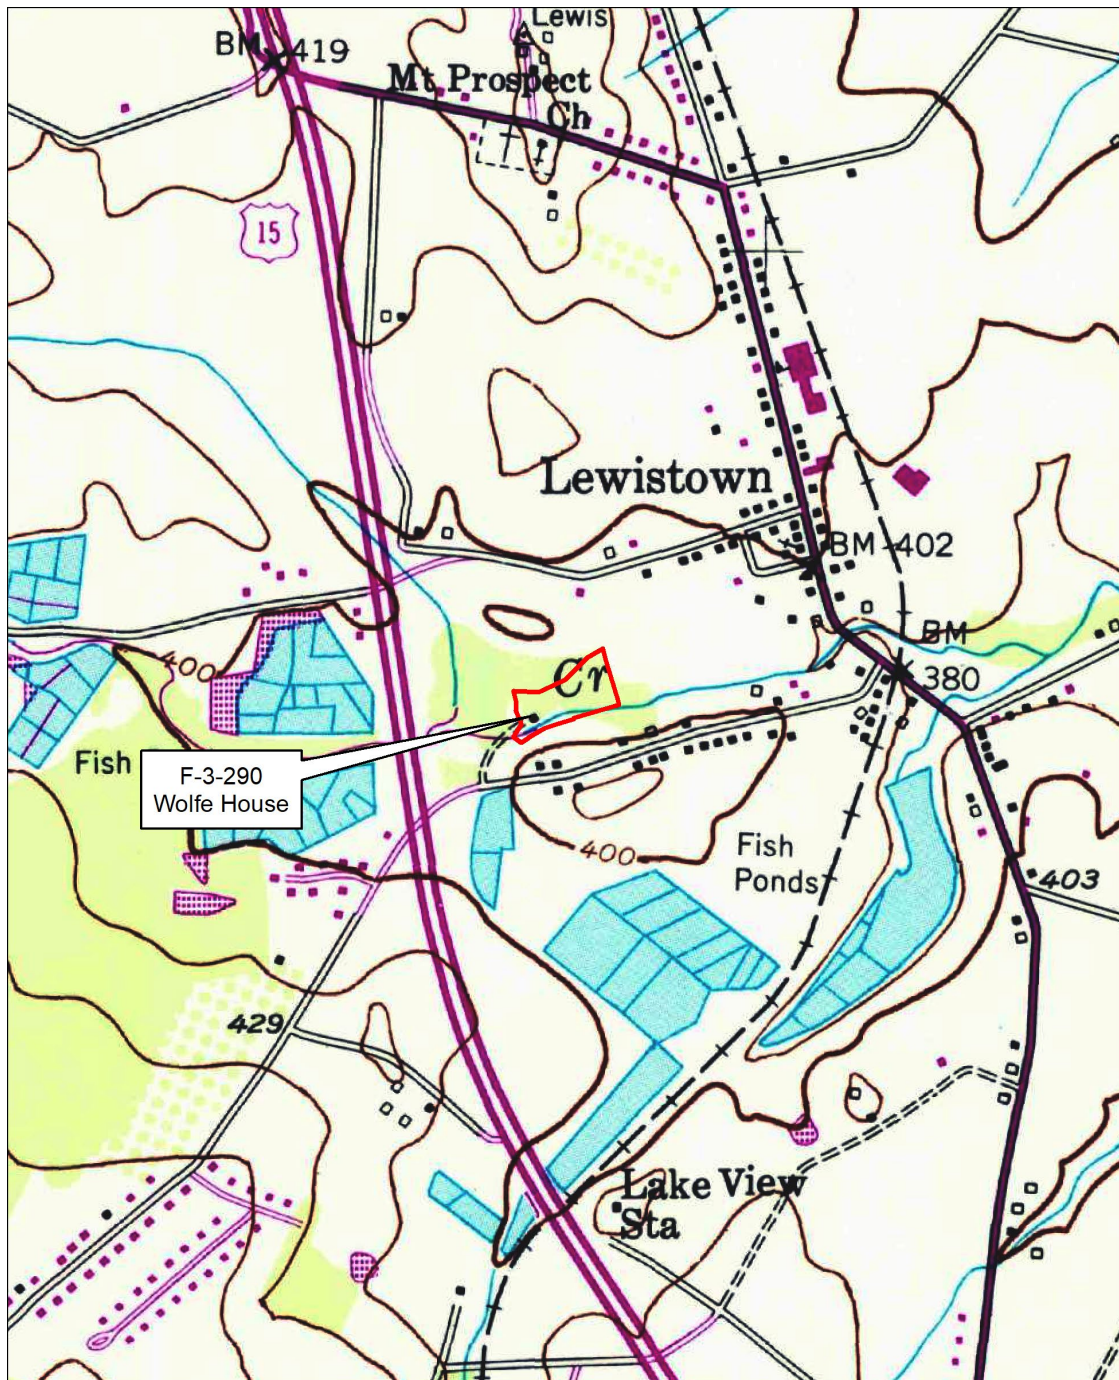 Lewis
BM 419
Mt Prospect
Ch
15
Lewistown
BM 402
BM
380
400
Cr
Fish
F-3-290
Wolfe House
400
Fish
Ponds
403
429
Lake View
Sta